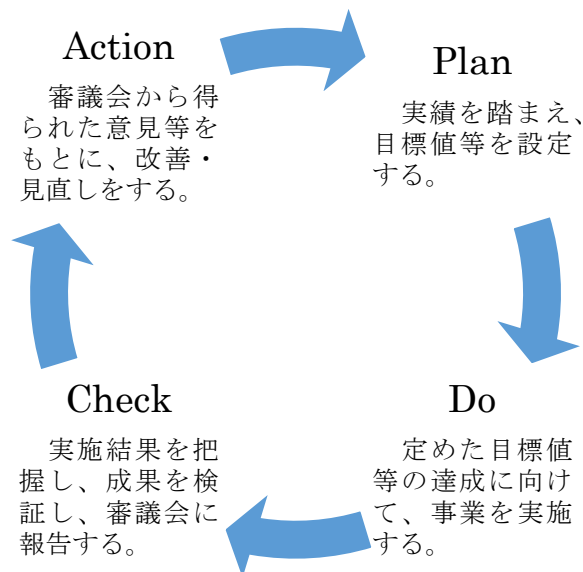 Action
審議会から得
られた意見等を
もとに、改善・
見直しをする。
Plan
実績を踏まえ、
目標値等を設定
する。
Check
実施結果を把
握し、成果を検
証し、審議会に
報告する。
Do
定めた目標値
等の達成に向け
て、事業を実施
する。